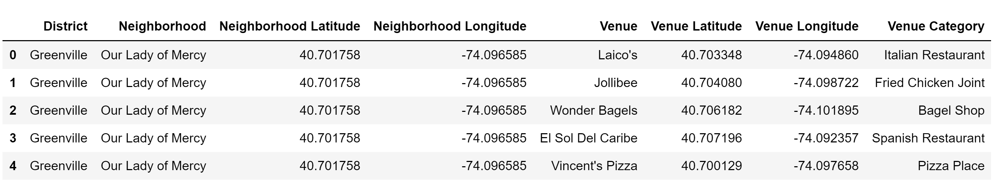 District Neighborhood Neighborhood Latitude Neighborhood Longitude Venue Venue Latitude Venue Longitude Venue Category
0 Greenville Our Lady of Mercy 40.701758 -74.096585 Laico's 40.703348 -74.094860 Italian Restaurant
1 Greenville Our Lady of Mercy 40.701758 -74.096585 Jollibee 40.704080 -74.098722 Fried Chicken Joint
2 Greenville Our Lady of Mercy 40.701758 -74.096585 Wonder Bagels 40.706182 -74.101895 Bagel Shop
3 Greenville Our Lady of Mercy 40.701758 -74.096585 El Sol Del Caribe 40.707196 -74.092357 Spanish Restaurant
4 Greenville Our Lady of Mercy 40.701758 -74.096585 Vincent's Pizza 40.700129 -74.097658 Pizza Place